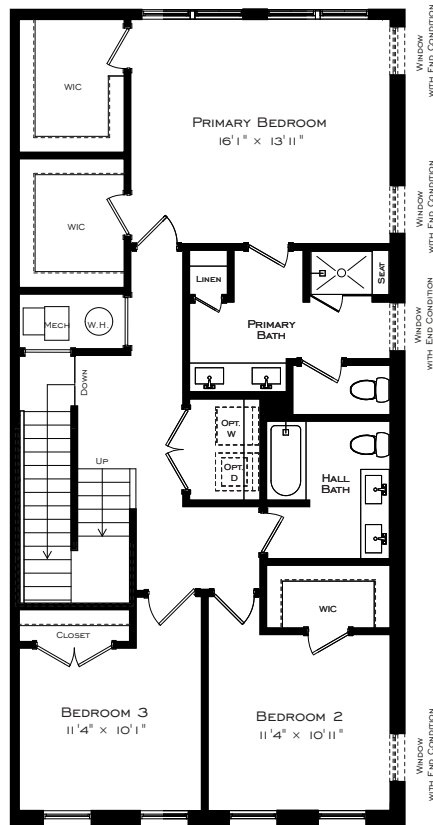 WINDOW
WITH END CONDITION
WIC
PRIMARY BEDROOM
16'1" × 13'11"
WIC
WINDOW
WITH END CONDITION
LINEN
SEAT
MECH
W.H.
PRIMARY
BATH
WINDOW
WITH END CONDITION
DOWN
OPT.
W
UP
OPT.
D
HALL
BATH
WIC
CLOSET
BEDROOM 3
11'4" × 10'1"
BEDROOM 2
11'4" × 10'11"
WINDOW
WITH END CONDITION